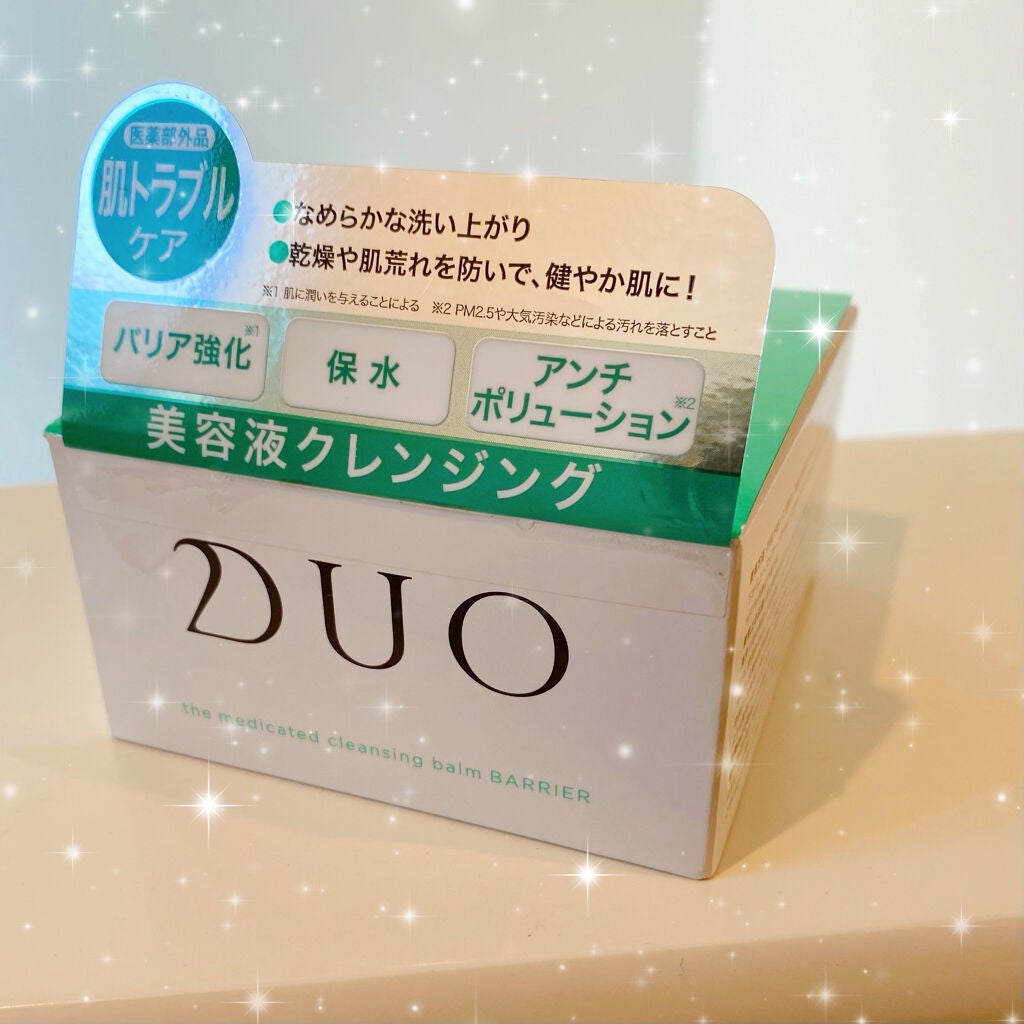 医薬部外品
肌トラブル
ケア
●なめらかな洗い上がり
●乾燥や肌荒れを防いで、健やか肌に!
※1 肌に潤いを与えることによる ※2 PM2.5や大気汚染などによる汚れを落とすこと
バリア強化※1
保水
アンチ
ポリューション※2
美容液クレンジング
DUO
the medicated cleansing balm BARRIER